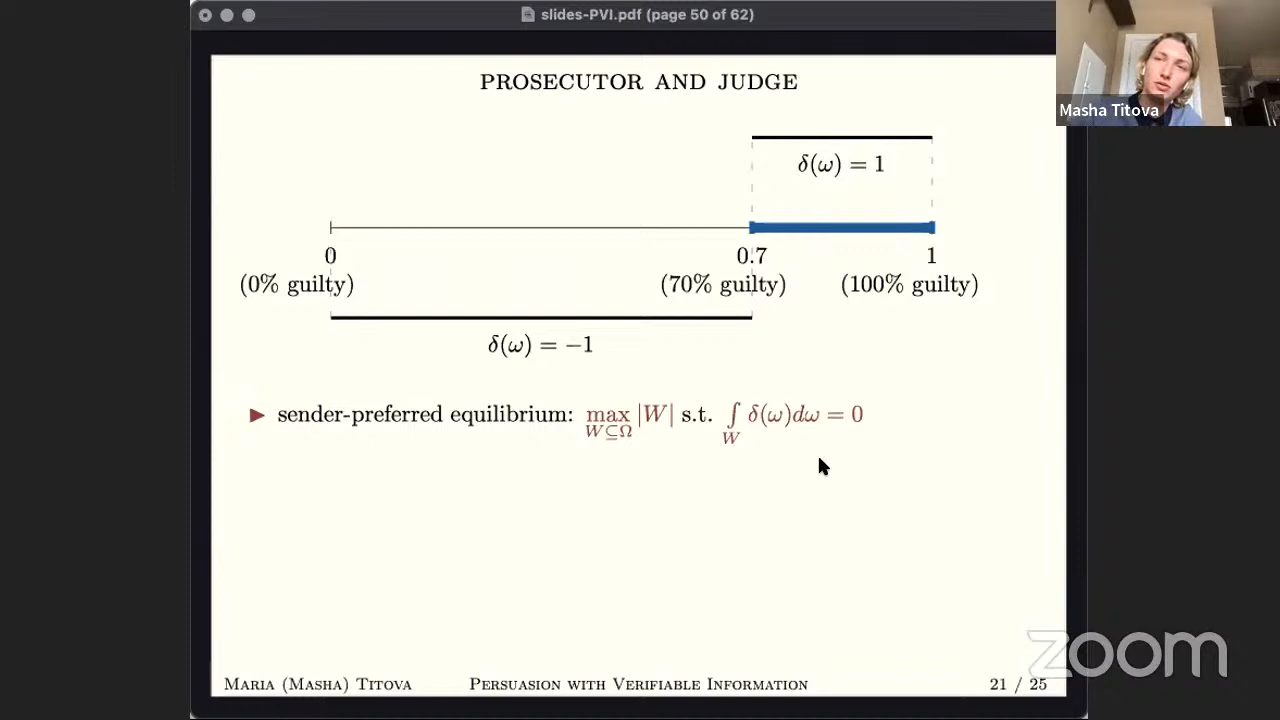 slides-PVI.pdf (page 50 of 62)
Masha Titova
PROSECUTOR AND JUDGE
δ(ω) = 1
0 0.7 1
(0% guilty) (70% guilty) (100% guilty)
δ(ω) = −1
► sender-preferred equilibrium: max |W| s.t. ∫ δ(ω)dω = 0
W⊆Ω W
zoom
MARIA (MASHA) TITOVA PERSUASION WITH VERIFIABLE INFORMATION 21 / 25